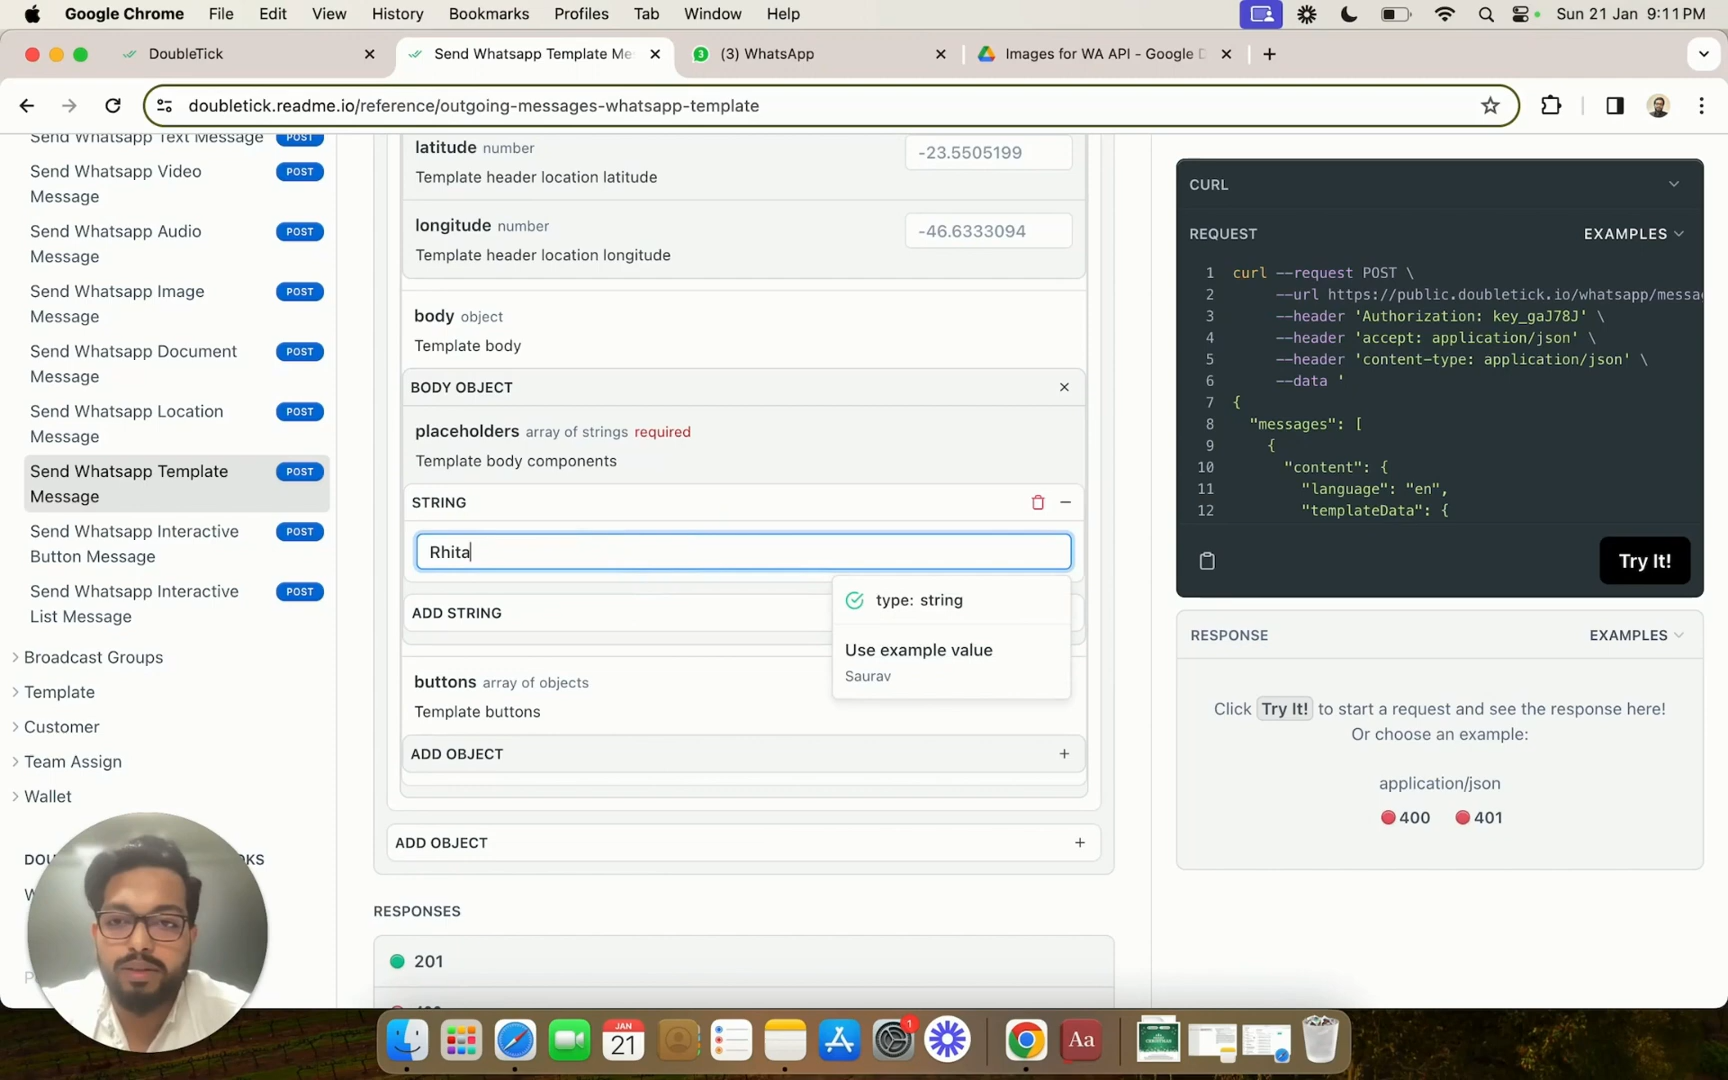 Google Chrome File Edit View History Bookmarks Profiles Tab Window Help Sun 21 Jan 9:11 PM
DoubleTick
Send Whatsapp Template Me
3 (3) WhatsApp
Images for WA API - Google D
doubletick.readme.io/reference/outgoing-messages-whatsapp-template
Send Whatsapp Text Message POST
Send Whatsapp Video POST
Message
Send Whatsapp Audio POST
Message
Send Whatsapp Image POST
Message
Send Whatsapp Document POST
Message
Send Whatsapp Location POST
Message
Send Whatsapp Template POST
Message
Send Whatsapp Interactive POST
Button Message
Send Whatsapp Interactive POST
List Message
Broadcast Groups
Template
Customer
Team Assign
Wallet
latitude number -23.5505199
Template header location latitude
longitude number -46.6333094
Template header location longitude
body object
Template body
BODY OBJECT
placeholders array of strings required
Template body components
STRING
Rhita
ADD STRING
type: string
Use example value
Saurav
buttons array of objects
Template buttons
ADD OBJECT
ADD OBJECT
RESPONSES
201
CURL
REQUEST EXAMPLES
1 curl --request POST \
2 --url https://public.doubletick.io/whatsapp/messa
3 --header 'Authorization: key_gaJ78J' \
4 --header 'accept: application/json' \
5 --header 'content-type: application/json' \
6 --data '
7 {
8 "messages": [
9 {
10 "content": {
11 "language": "en",
12 "templateData": {
Try It!
RESPONSE EXAMPLES
Click Try It! to start a request and see the response here!
Or choose an example:
application/json
400 401
JAN
21
1
Aa